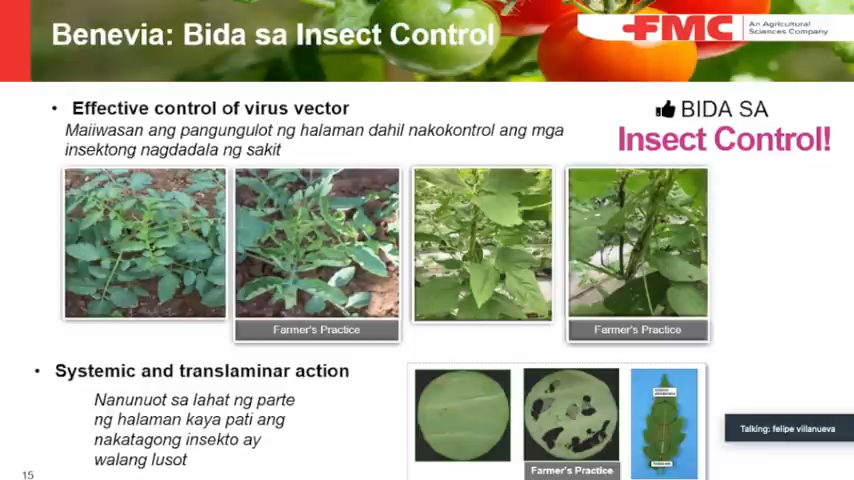 Benevia: Bida sa Insect Control
FMC
An Agricultural
Sciences Company
• Effective control of virus vector
Maiiwasan ang pangungulot ng halaman dahil nakokontrol ang mga
insektong nagdadala ng sakit
BIDA SA
Insect Control!
Farmer's Practice
Farmer's Practice
• Systemic and translaminar action
Nanunuot sa lahat ng parte
ng halaman kaya pati ang
nakatagong insekto ay
walang lusot
Farmer's Practice
Talking: felipe villanueva
15